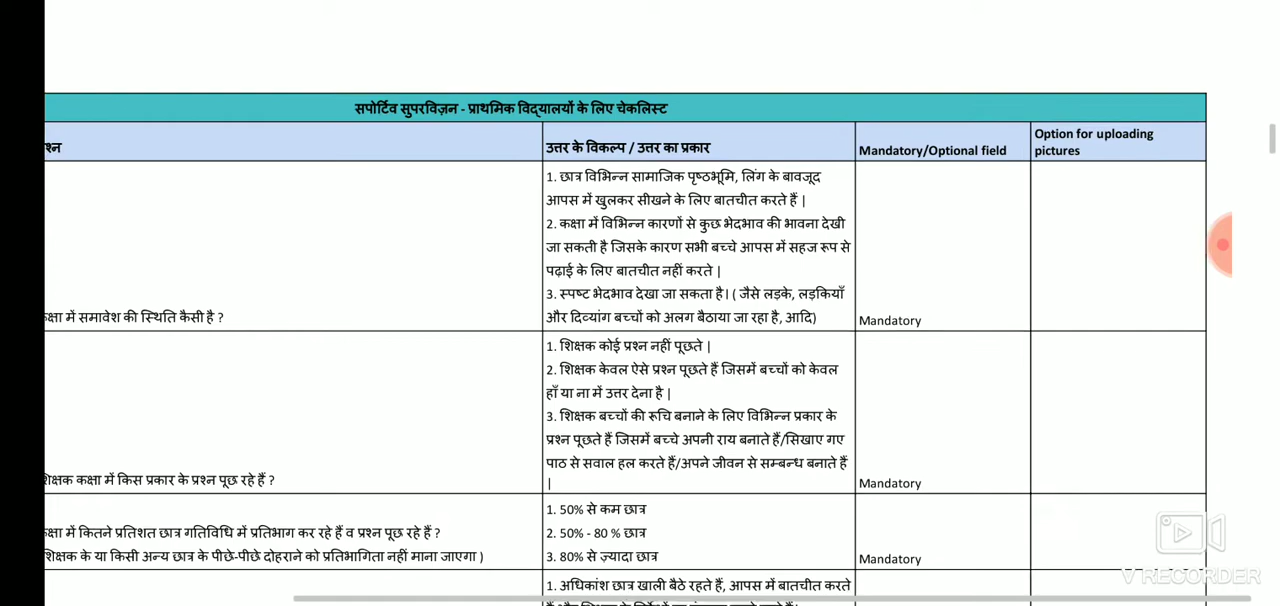 सपोर्टिव सुपरविज़न - प्राथमिक विद्यालयों के लिए चेकलिस्ट
उत्तर के विकल्प / उत्तर का प्रकार
Mandatory/Optional field
Option for uploading
pictures
1. छात्र विभिन्न सामाजिक पृष्ठभूमि, लिंग के बावजूद
आपस में खुलकर सीखने के लिए बातचीत करते हैं |
2. कक्षा में विभिन्न कारणों से कुछ भेदभाव की भावना देखी
जा सकती है जिसके कारण सभी बच्चे आपस में सहज रूप से
पढ़ाई के लिए बातचीत नहीं करते |
3. स्पष्ट भेदभाव देखा जा सकता है। ( जैसे लड़के, लड़कियाँ
और दिव्यांग बच्चों को अलग बैठाया जा रहा है, आदि)
में समावेश की स्थिति कैसी है ?
Mandatory
1. शिक्षक कोई प्रश्न नहीं पूछते |
2. शिक्षक केवल ऐसे प्रश्न पूछते हैं जिसमें बच्चों को केवल
हाँ या ना में उत्तर देना है |
3. शिक्षक बच्चों की रूचि बनाने के लिए विभिन्न प्रकार के
प्रश्न पूछते हैं जिसमें बच्चे अपनी राय बनाते हैं/सिखाए गए
पाठ से सवाल हल करते हैं/अपने जीवन से सम्बन्ध बनाते हैं
|
कक्षा में किस प्रकार के प्रश्न पूछ रहे हैं ?
Mandatory
1. 50% से कम छात्र
में कितने प्रतिशत छात्र गतिविधि में प्रतिभाग कर रहे हैं व प्रश्न पूछ रहे हैं ?
2. 50% - 80 % छात्र
के या किसी अन्य छात्र के पीछे-पीछे दोहराने को प्रतिभागिता नहीं माना जाएगा )
3. 80% से ज़्यादा छात्र
Mandatory
1. अधिकांश छात्र खाली बैठे रहते हैं, आपस में बातचीत करते
V RECORDER